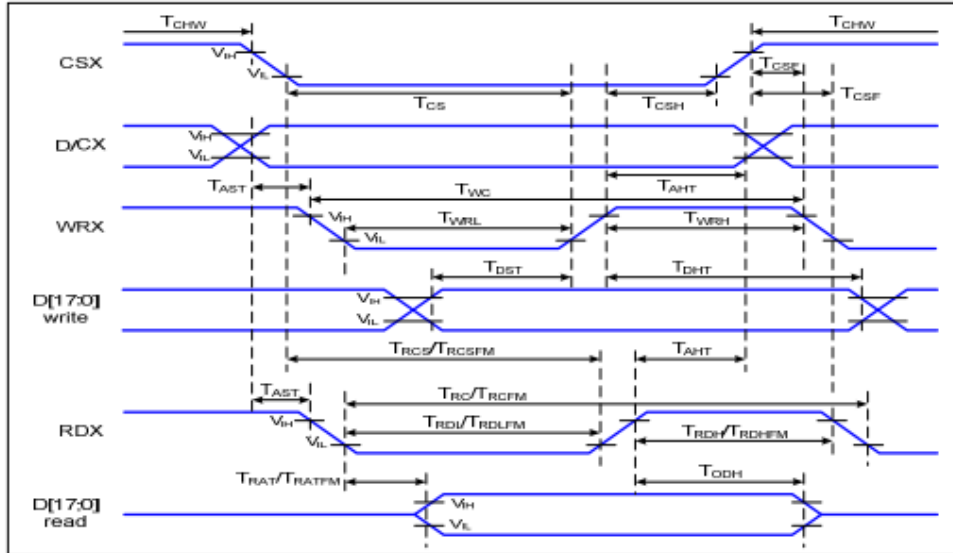 TCHW TCHW
CSX VIH
VIL TCSF
TCS TCSH TCSF
D/CX VIH
VIL
TAST TWC TAHT
WRX VIH TWRL TWRH
VIL
TDST TDHT
D[17:0] VIH
write VIL
TRCS/TRCSFM TAHT
TAST TRC/TRCFM
RDX VIH TRDL/TRDLFM TRDH/TRDHFM
VIL
TRAT/TRATFM TODH
D[17:0] VIH
read VIL